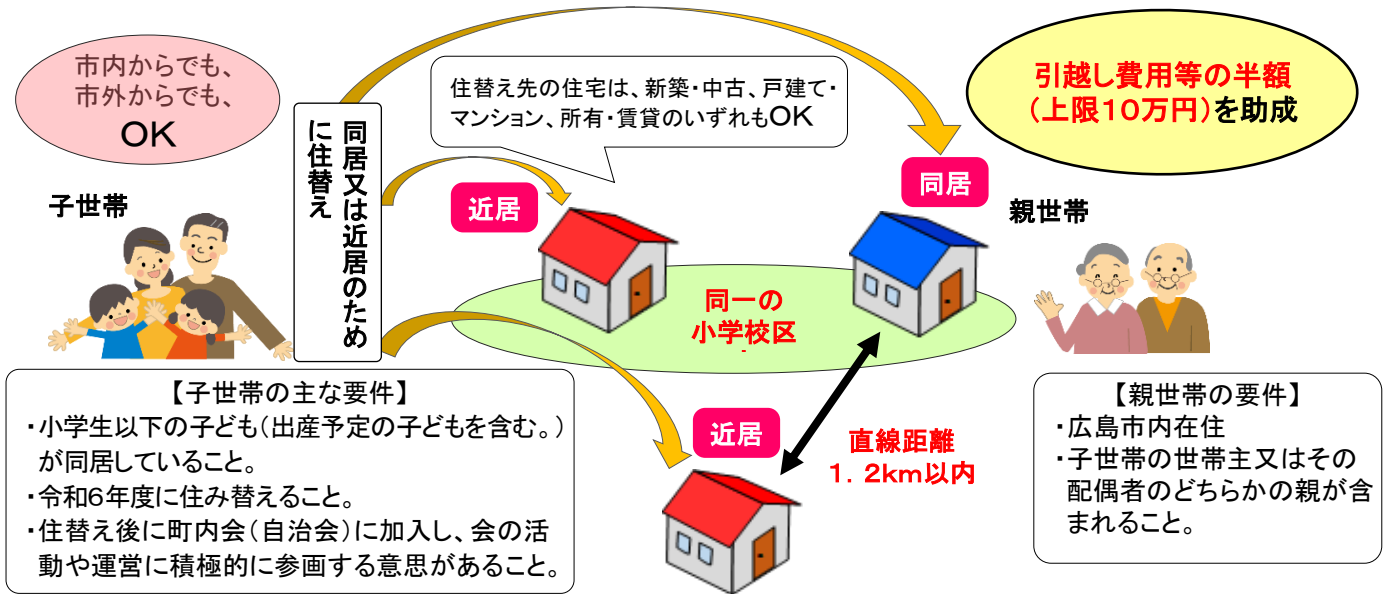 市内からでも、
市外からでも、
OK
子世帯
同居又は近居のため
に住替え
住替え先の住宅は、新築・中古、戸建て・
マンション、所有・賃貸のいずれもOK
引越し費用等の半額
(上限10万円)を助成
近居
同居
親世帯
同一の
小学校区
近居
直線距離
1.2km以内
【子世帯の主な要件】
・小学生以下の子ども(出産予定の子どもを含む。)
が同居していること。
・令和6年度に住み替えること。
・住替え後に町内会(自治会)に加入し、会の活
動や運営に積極的に参画する意思があること。
【親世帯の要件】
・広島市内在住
・子世帯の世帯主又はその
配偶者のどちらかの親が含
まれること。